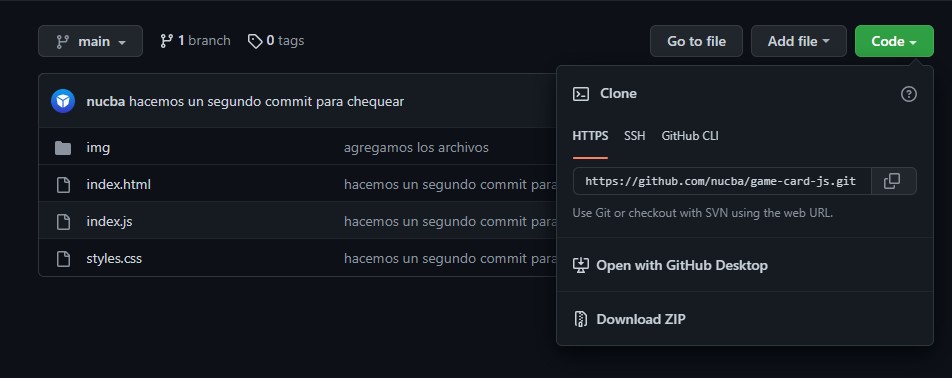 main 1 branch 0 tags Go to file Add file Code
nucba hacemos un segundo commit para chequear
Clone
HTTPS SSH GitHub CLI
img agregamos los archivos
index.html hacemos un segundo commit para
https://github.com/nucba/game-card-js.git
Use Git or checkout with SVN using the web URL.
index.js hacemos un segundo commit para
styles.css hacemos un segundo commit para
Open with GitHub Desktop
Download ZIP